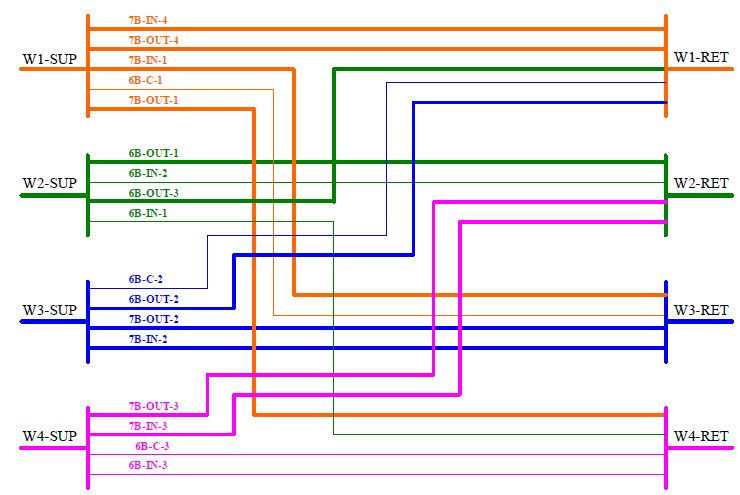 7B-IN-4
7B-OUT-4
W1-SUP
7B-IN-1
W1-RET
6B-C-1
7B-OUT-1
6B-OUT-1
6B-IN-2
W2-SUP
W2-RET
6B-OUT-3
6B-IN-1
6B-C-2
6B-OUT-2
W3-SUP
W3-RET
7B-OUT-2
7B-IN-2
7B-OUT-3
7B-IN-3
W4-SUP
W4-RET
6B-C-3
6B-IN-3